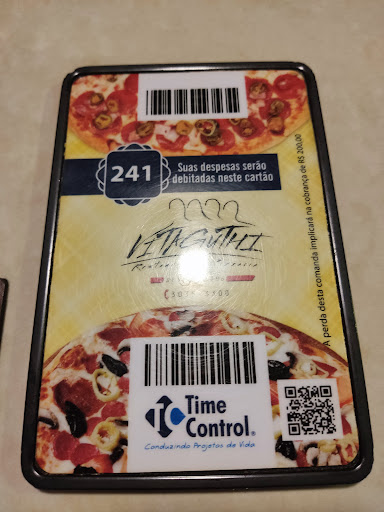 241
Suas despesas serão
debitadas neste cartão
A perda desta comanda implicará na cobrança de R$ 200,00
Time
Control®
Conduzindo Projetos de Vida